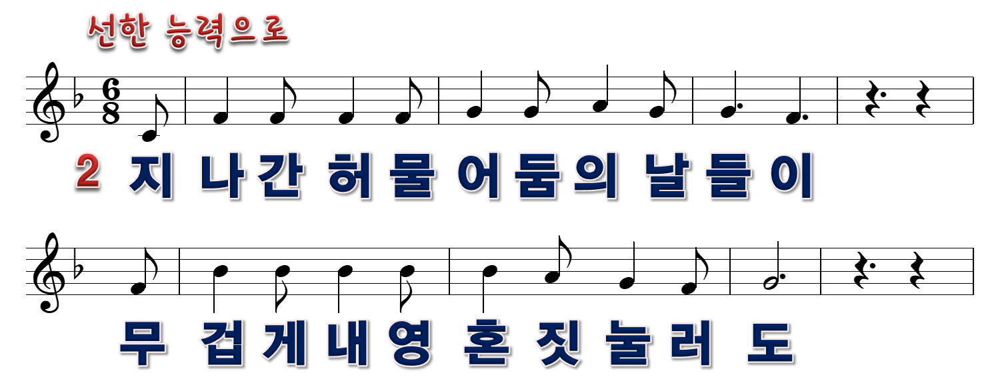 선한 능력으로
6
8
2 지 나 간 허 물 어 둠 의 날 들 이
무 겁 게 내 영 혼 짓 눌 러 도